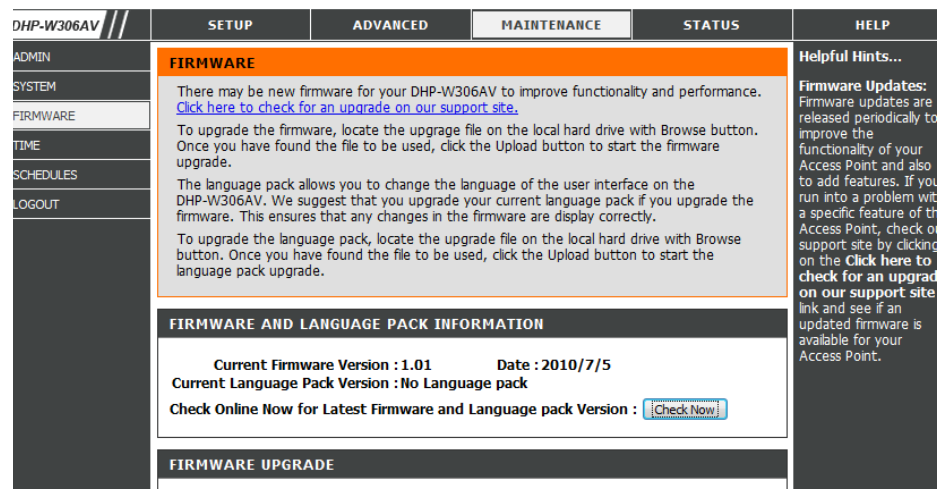 DHP-W306AV
SETUP
ADVANCED
MAINTENANCE
STATUS
HELP
ADMIN
SYSTEM
FIRMWARE
TIME
SCHEDULES
LOGOUT
FIRMWARE
There may be new firmware for your DHP-W306AV to improve functionality and performance.
Click here to check for an upgrade on our support site.
To upgrade the firmware, locate the upgrage file on the local hard drive with Browse button.
Once you have found the file to be used, click the Upload button to start the firmware
upgrade.
The language pack allows you to change the language of the user interface on the
DHP-W306AV. We suggest that you upgrade your current language pack if you upgrade the
firmware. This ensures that any changes in the firmware are display correctly.
To upgrade the language pack, locate the upgrade file on the local hard drive with Browse
button. Once you have found the file to be used, click the Upload button to start the
language pack upgrade.
FIRMWARE AND LANGUAGE PACK INFORMATION
Current Firmware Version : 1.01 Date : 2010/7/5
Current Language Pack Version : No Language pack
Check Online Now for Latest Firmware and Language pack Version : Check Now
FIRMWARE UPGRADE
Helpful Hints...
Firmware Updates:
Firmware updates are
released periodically to
improve the
functionality of your
Access Point and also
to add features. If you
run into a problem wit
a specific feature of th
Access Point, check ou
support site by clicking
on the Click here to
check for an upgrad
on our support site
link and see if an
updated firmware is
available for your
Access Point.